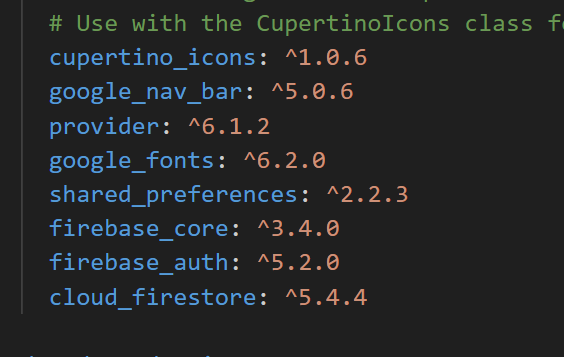 # Use with the CupertinoIcons class f
cupertino_icons: ^1.0.6
google_nav_bar: ^5.0.6
provider: ^6.1.2
google_fonts: ^6.2.0
shared_preferences: ^2.2.3
firebase_core: ^3.4.0
firebase_auth: ^5.2.0
cloud_firestore: ^5.4.4